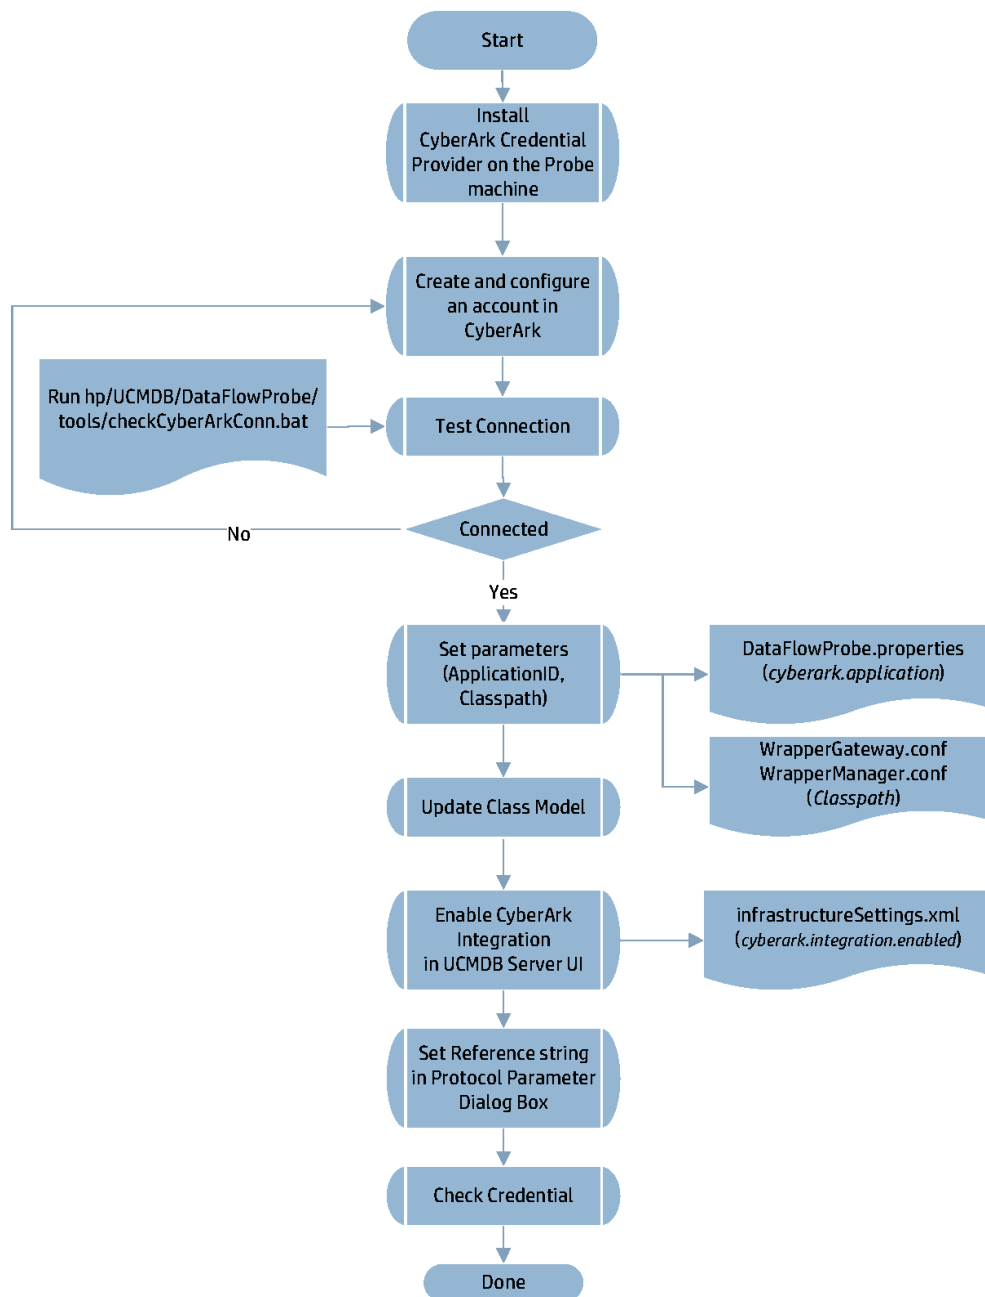 Start
Install
CyberArk Credential
Provider on the Probe
machine
Create and configure
an account in
CyberArk
Run hp/UCMDB/DataFlowProbe/
tools/checkCyberArkConn.bat
Test Connection
Connected
No
Yes
Set parameters
(ApplicationID,
Classpath)
DataFlowProbe.properties
(cyberark.application)
WrapperGateway.conf
WrapperManager.conf
(Classpath)
Update Class Model
Enable CyberArk
Integration
in UCMDB Server UI
infrastructureSettings.xml
(cyberark.integration.enabled)
Set Reference string
in Protocol Parameter
Dialog Box
Check Credential
Done